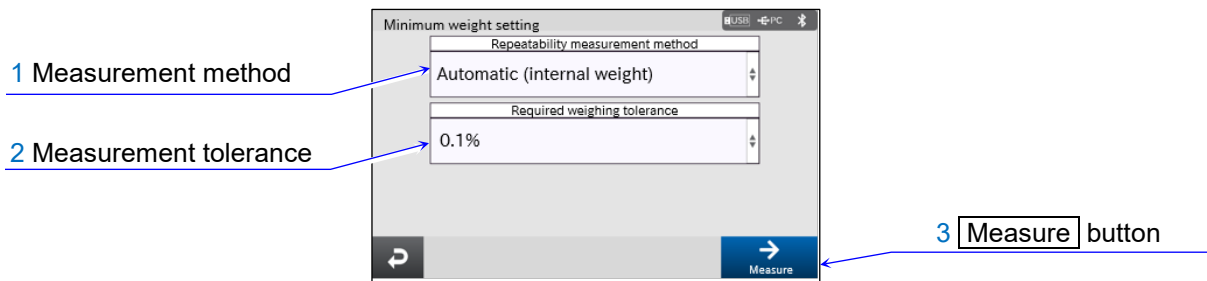 Minimum weight setting
USB PC
Repeatability measurement method
1 Measurement method
Automatic (internal weight)
Required weighing tolerance
2 Measurement tolerance
0.1%
3 Measure button
Measure